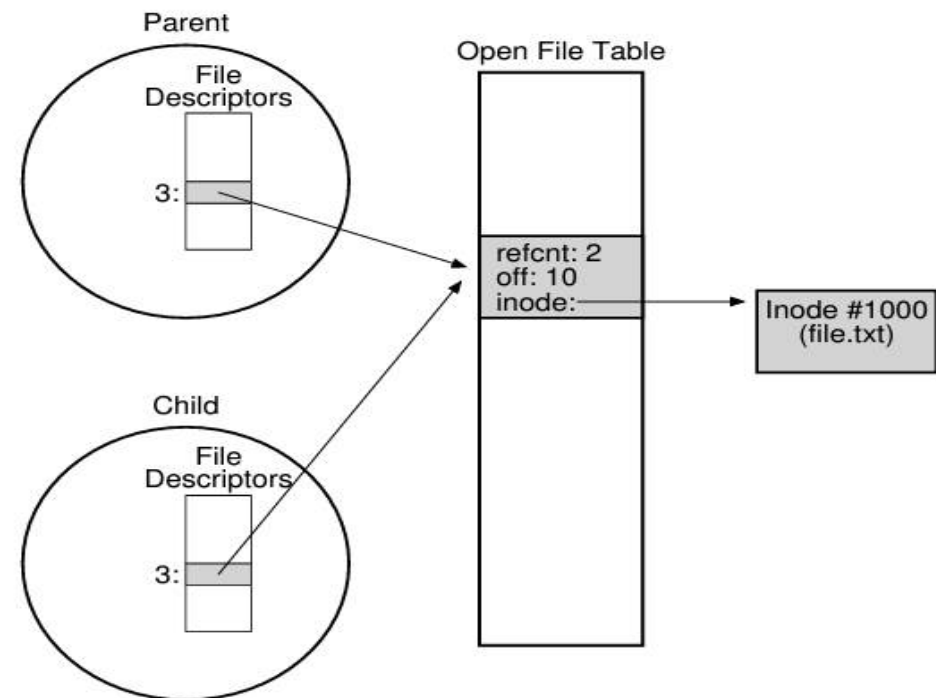 Parent
File
Descriptors
3:
Open File Table
refcnt: 2
off: 10
inode:
Inode #1000
(file.txt)
Child
File
Descriptors
3: